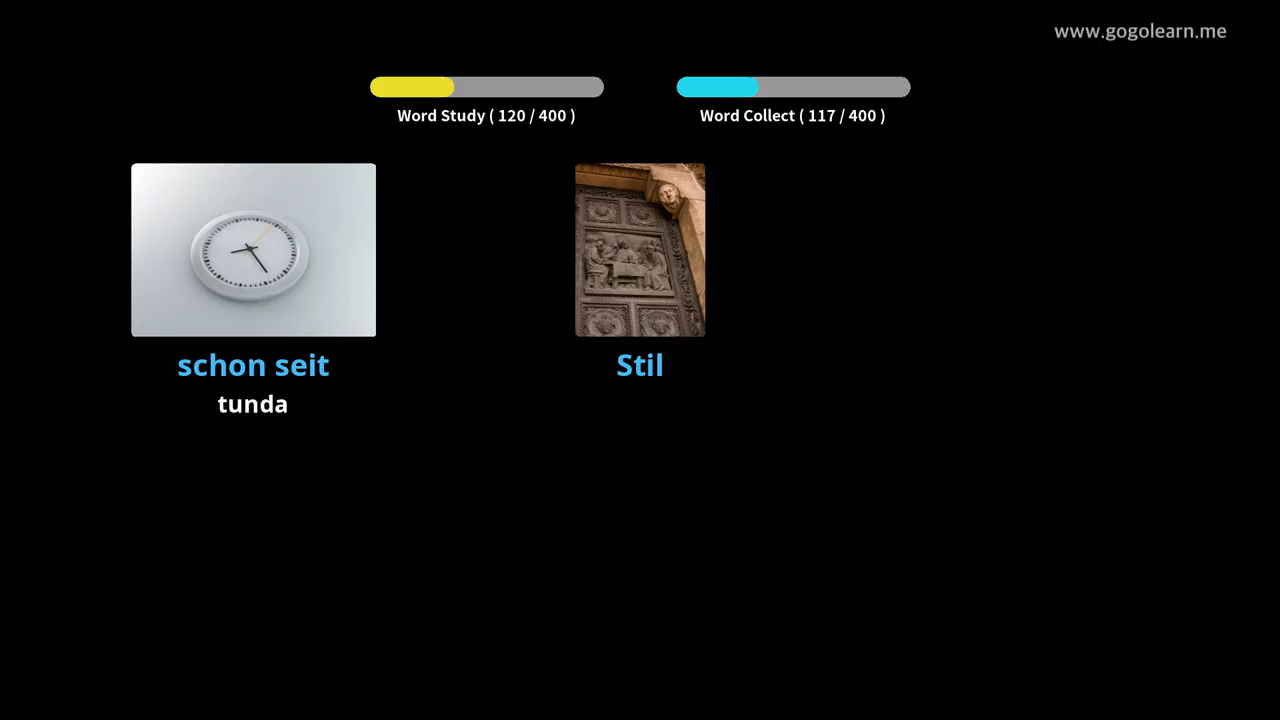 www.gogolearn.me
Word Study ( 120 / 400 )
Word Collect ( 117 / 400 )
schon seit
tunda
Stil